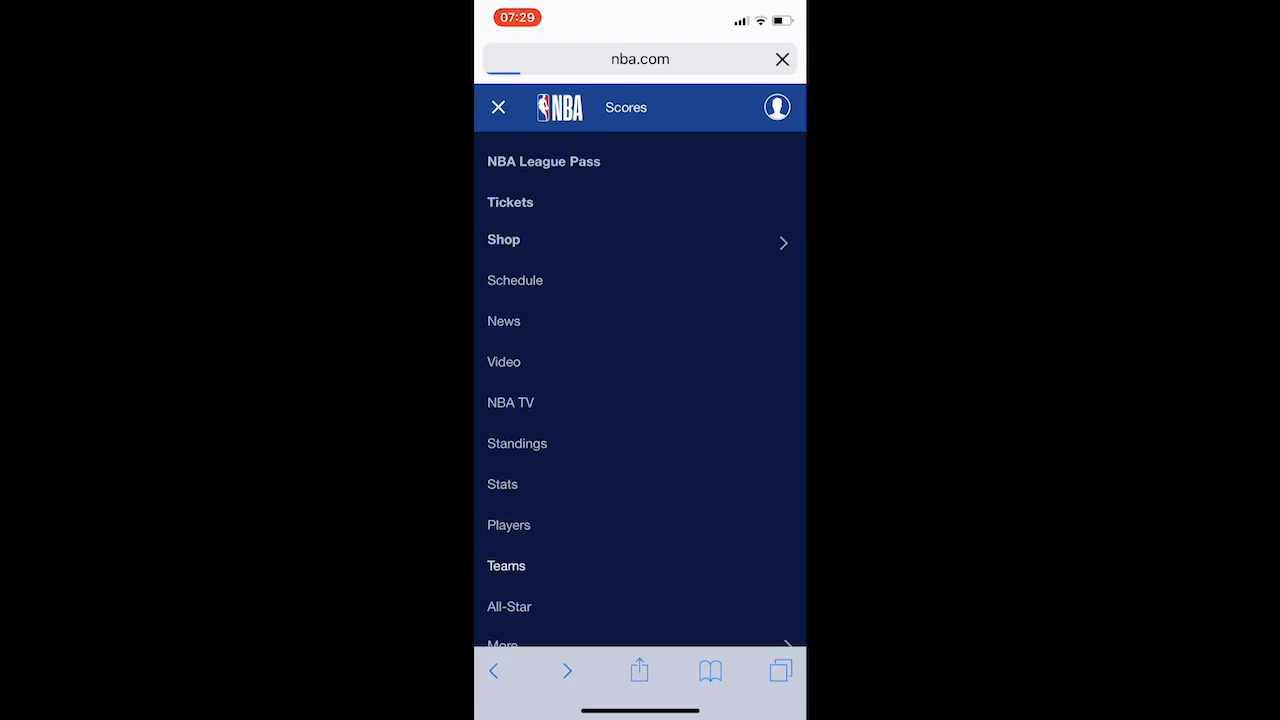 07:29
nba.com
NBA Scores
NBA League Pass
Tickets
Shop
Schedule
News
Video
NBA TV
Standings
Stats
Players
Teams
All-Star
More